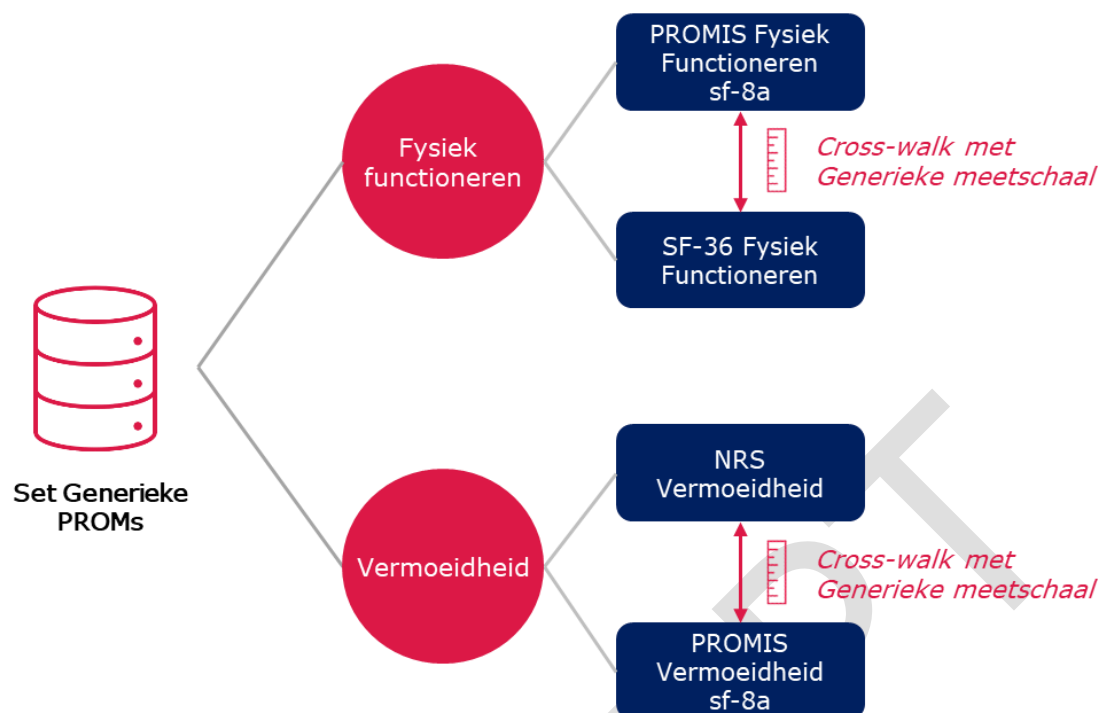 PROMIS Fysiek
Functioneren
sf-8a
Fysiek
functioneren
Cross-walk met
Generieke meetschaal
SF-36 Fysiek
Functioneren
Set Generieke
PROMs
NRS
Vermoeidheid
Vermoeidheid
Cross-walk met
Generieke meetschaal
PROMIS
Vermoeidheid
sf-8a
PT